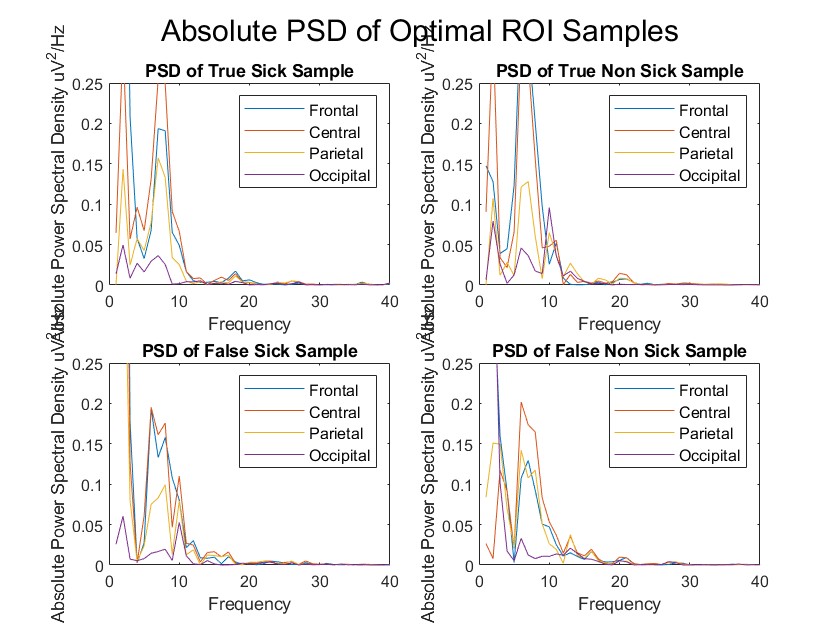 Absolute PSD of Optimal ROI Samples
PSD of True Sick Sample
Absolute Power Spectral Density uV2/Hz
0.25
0.2
0.15
0.1
0.05
0
0 10 20 30 40
Frequency
Frontal
Central
Parietal
Occipital
PSD of True Non Sick Sample
Absolute Power Spectral Density uV2/Hz
0.25
0.2
0.15
0.1
0.05
0
0 10 20 30 40
Frequency
Frontal
Central
Parietal
Occipital
PSD of False Sick Sample
Absolute Power Spectral Density uV2/Hz
0.25
0.2
0.15
0.1
0.05
0
0 10 20 30 40
Frequency
Frontal
Central
Parietal
Occipital
PSD of False Non Sick Sample
Absolute Power Spectral Density uV2/Hz
0.25
0.2
0.15
0.1
0.05
0
0 10 20 30 40
Frequency
Frontal
Central
Parietal
Occipital